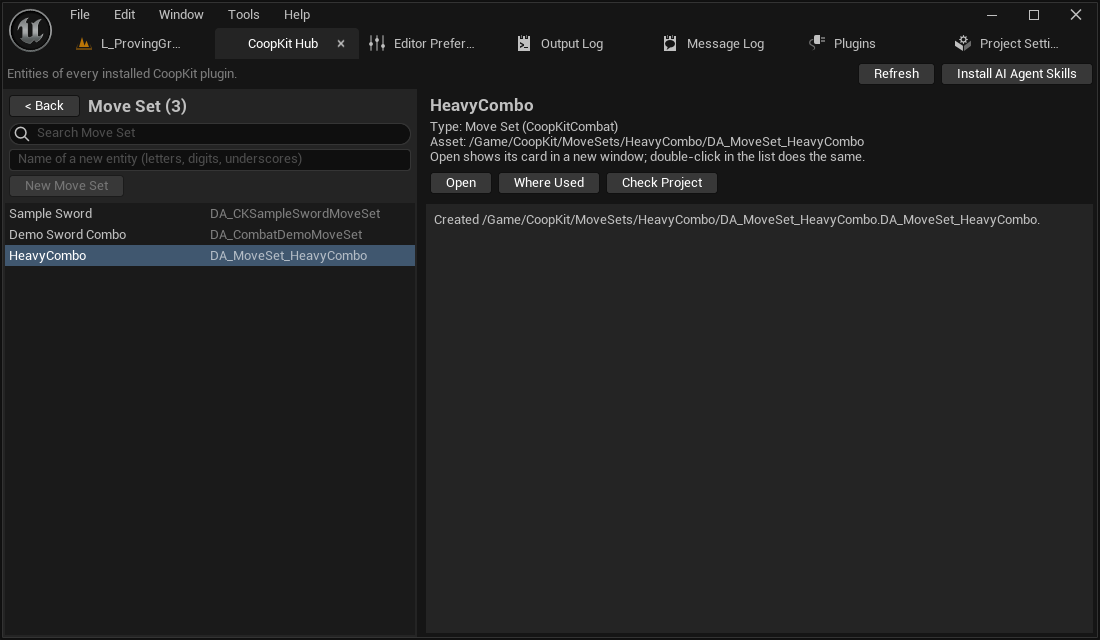 File Edit Window Tools Help
L_ProvingGr...
CoopKit Hub
Editor Prefer...
Output Log
Message Log
Plugins
Project Setti...
Entities of every installed CoopKit plugin.
Refresh
Install AI Agent Skills
< Back
Move Set (3)
Search Move Set
Name of a new entity (letters, digits, underscores)
New Move Set
Sample Sword DA_CKSampleSwordMoveSet
Demo Sword Combo DA_CombatDemoMoveSet
HeavyCombo DA_MoveSet_HeavyCombo
HeavyCombo
Type: Move Set (CoopKitCombat)
Asset: /Game/CoopKit/MoveSets/HeavyCombo/DA_MoveSet_HeavyCombo
Open shows its card in a new window; double-click in the list does the same.
Open
Where Used
Check Project
Created /Game/CoopKit/MoveSets/HeavyCombo/DA_MoveSet_HeavyCombo.DA_MoveSet_HeavyCombo.